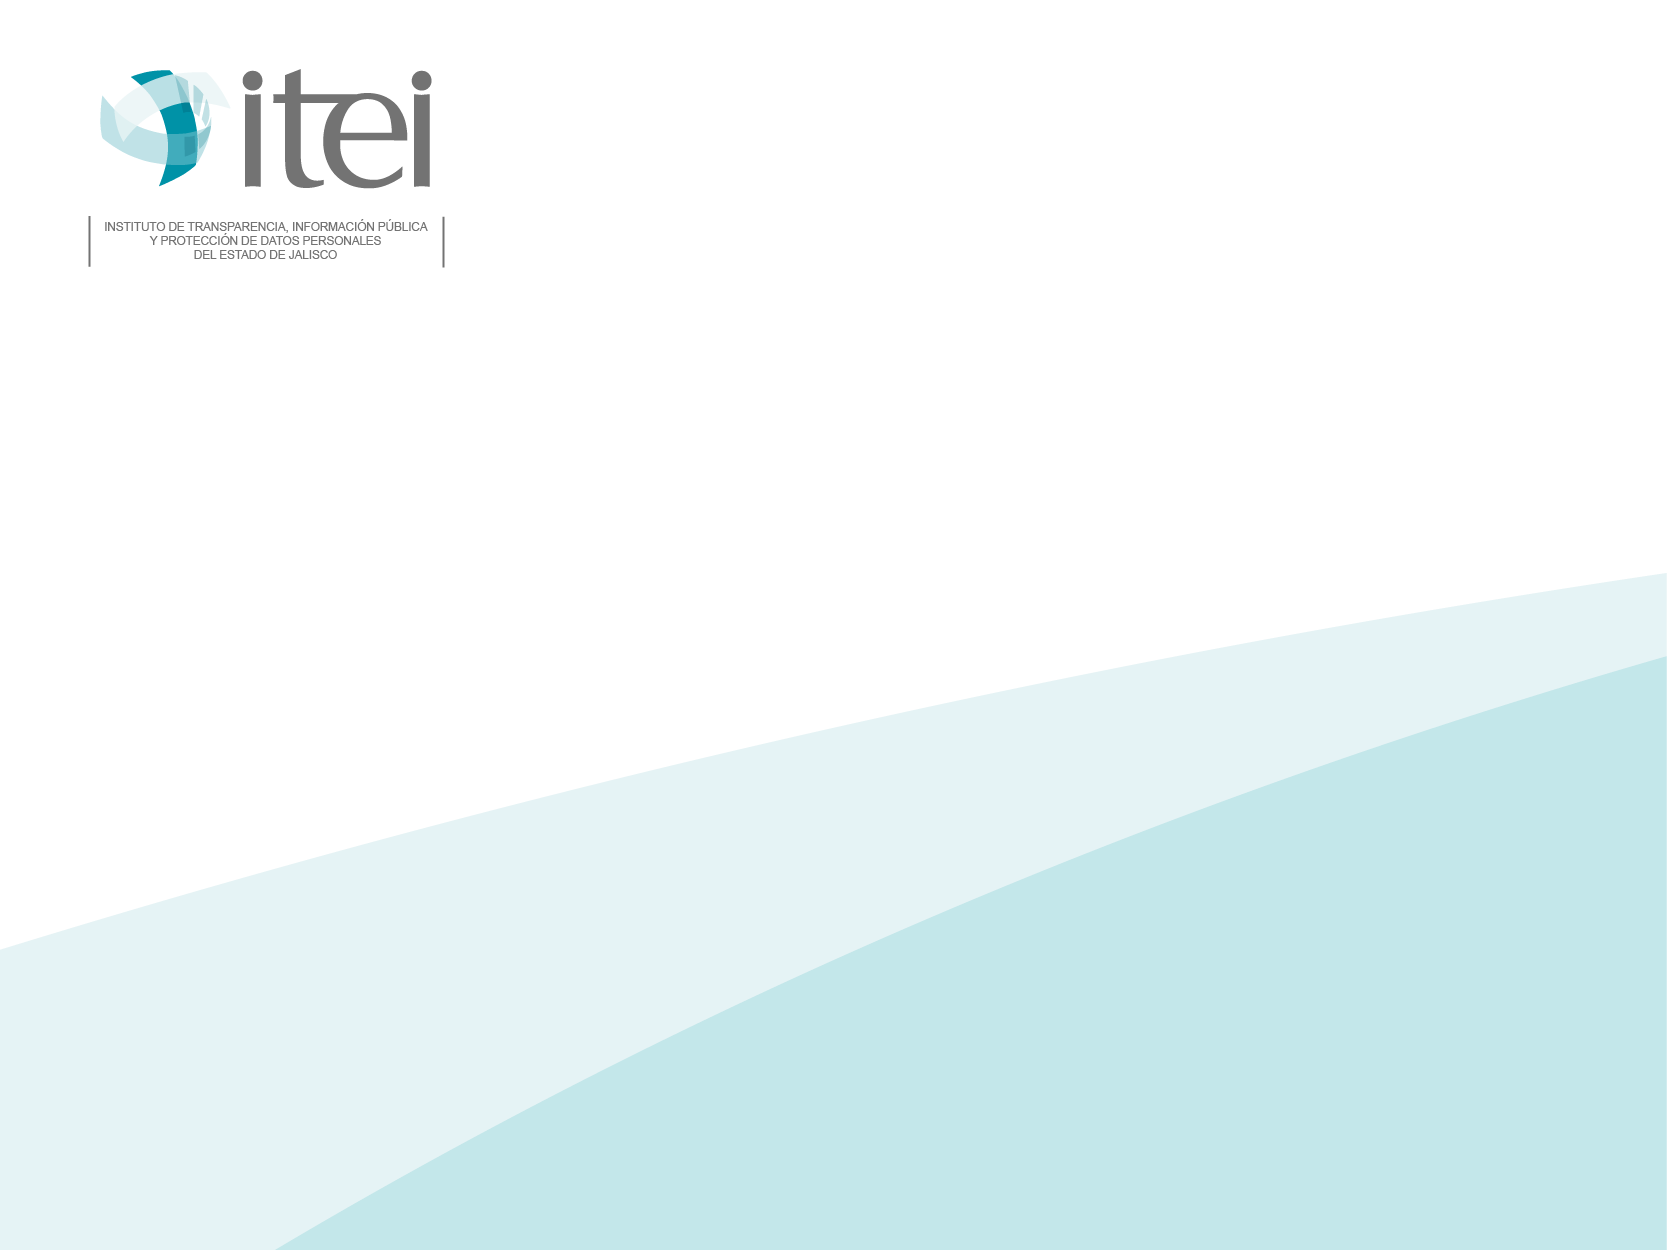 itei
INSTITUTO DE TRANSPARENCIA, INFORMACIÓN PÚBLICA
Y PROTECCIÓN DE DATOS PERSONALES
DEL ESTADO DE JALISCO